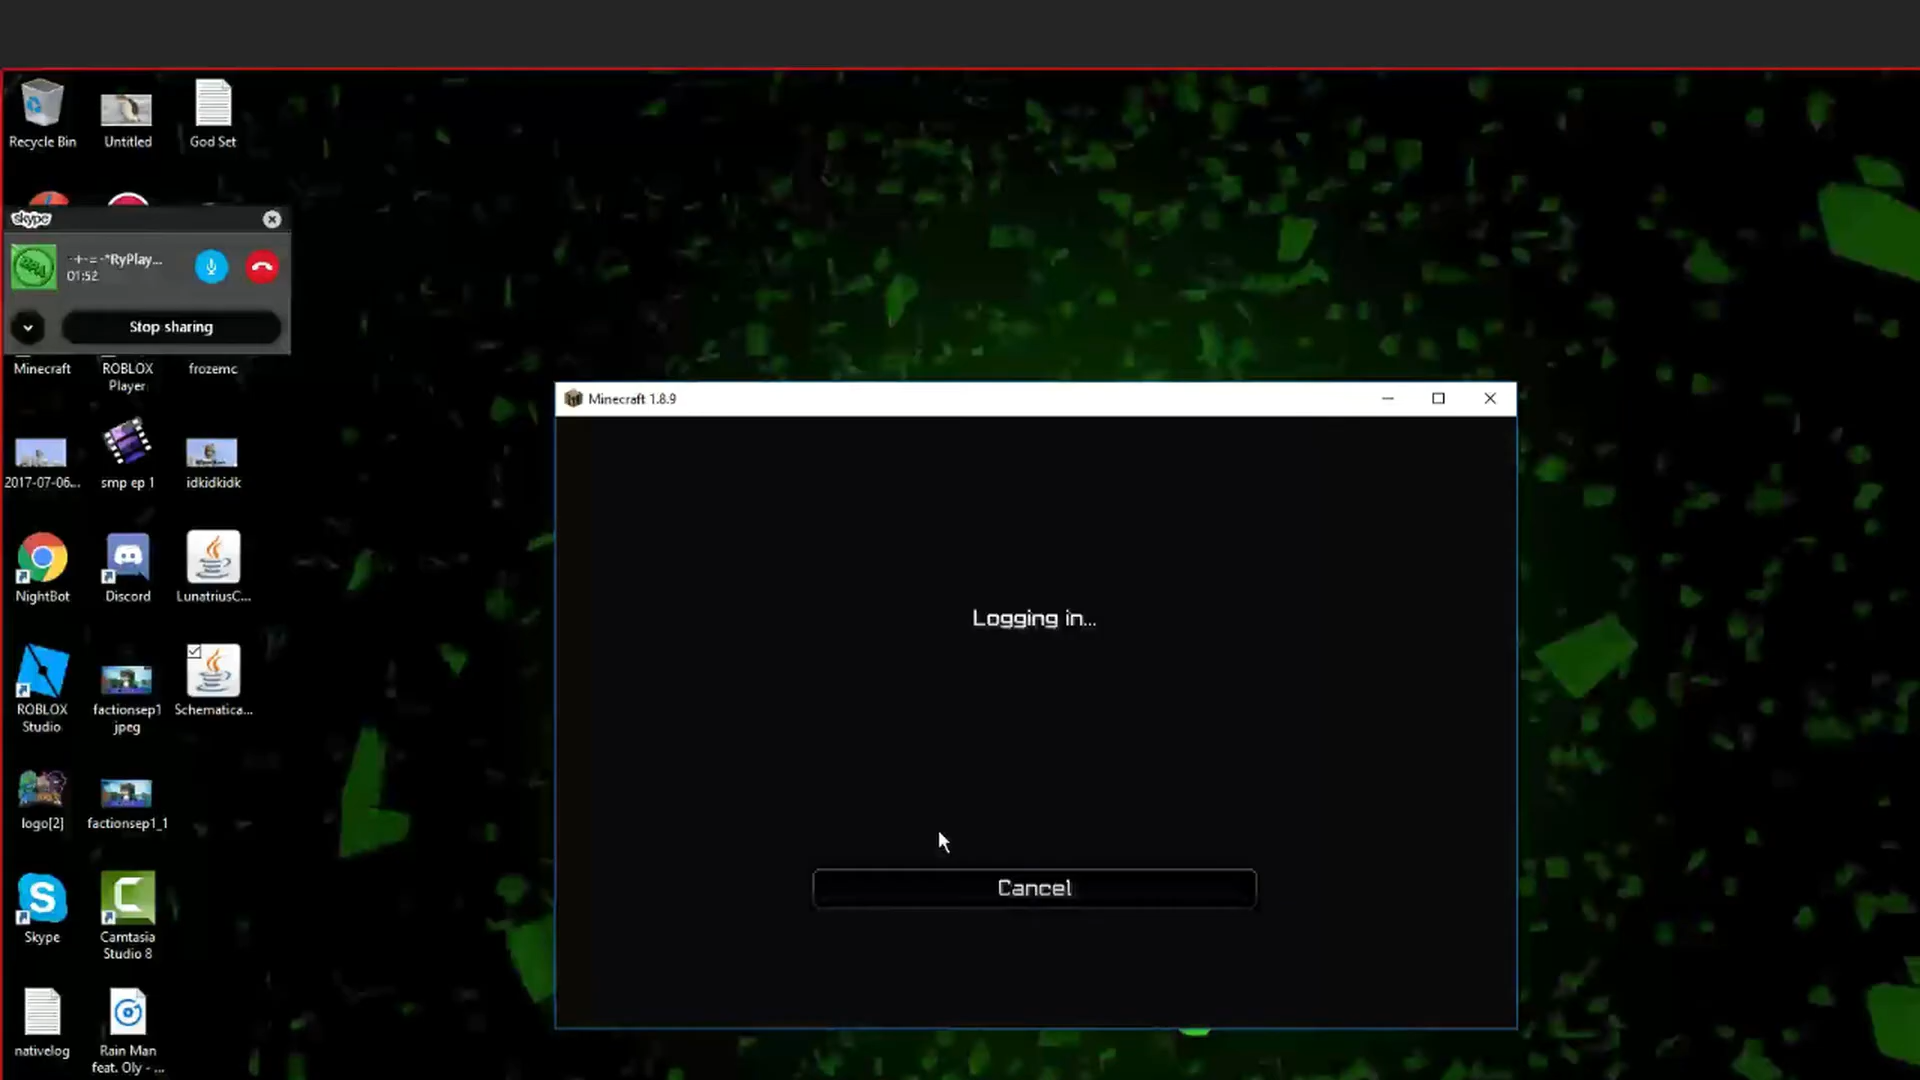 Recycle Bin
Untitled
God Set
skype
-+-=-*RyPlay...
01:52
Stop sharing
Minecraft
ROBLOX
Player
frozemc
Minecraft 1.8.9
2017-07-06...
smp ep 1
idkidkidk
NightBot
Discord
LunatriusC...
Logging in...
ROBLOX
Studio
factionsep1
jpeg
Schematica...
logo[2]
factionsep1_1
Cancel
Skype
Camtasia
Studio 8
nativelog
Rain Man
feat. Oly - ...